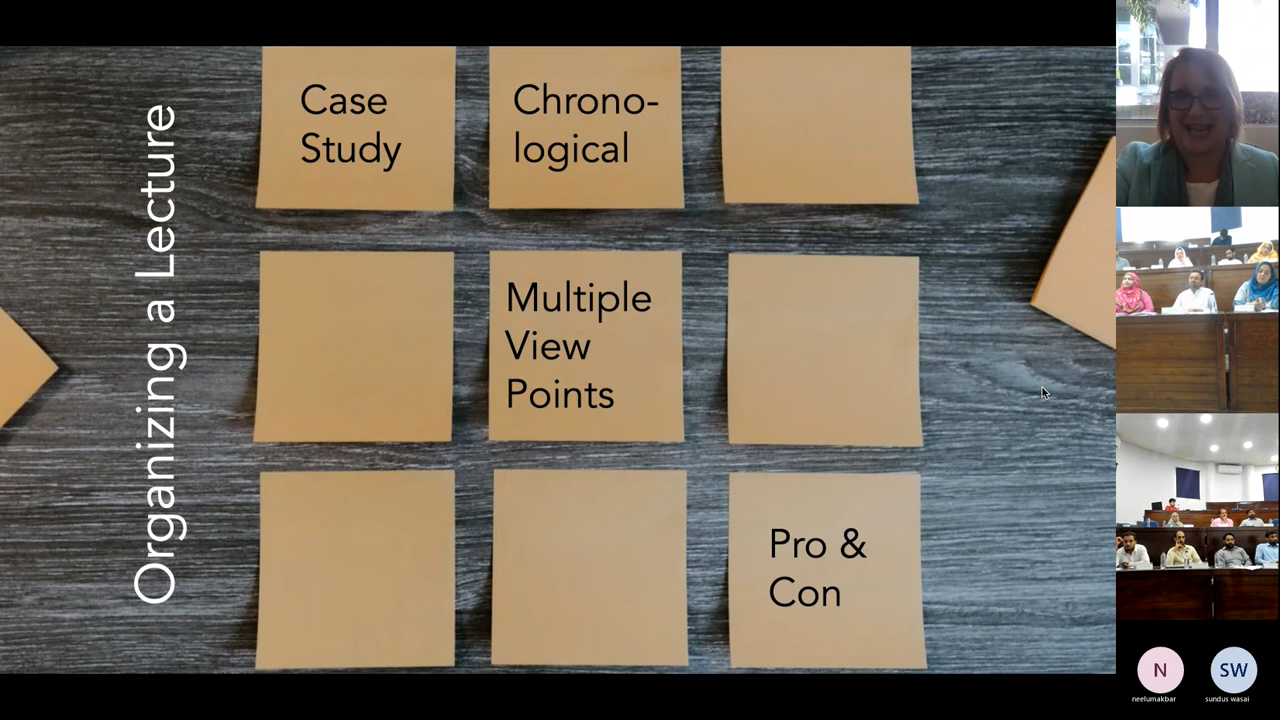 Organizing a Lecture
Case
Study
Chrono-
logical
Multiple
View
Points
Pro &
Con
N
SW
neelumakbar
sundus wasai